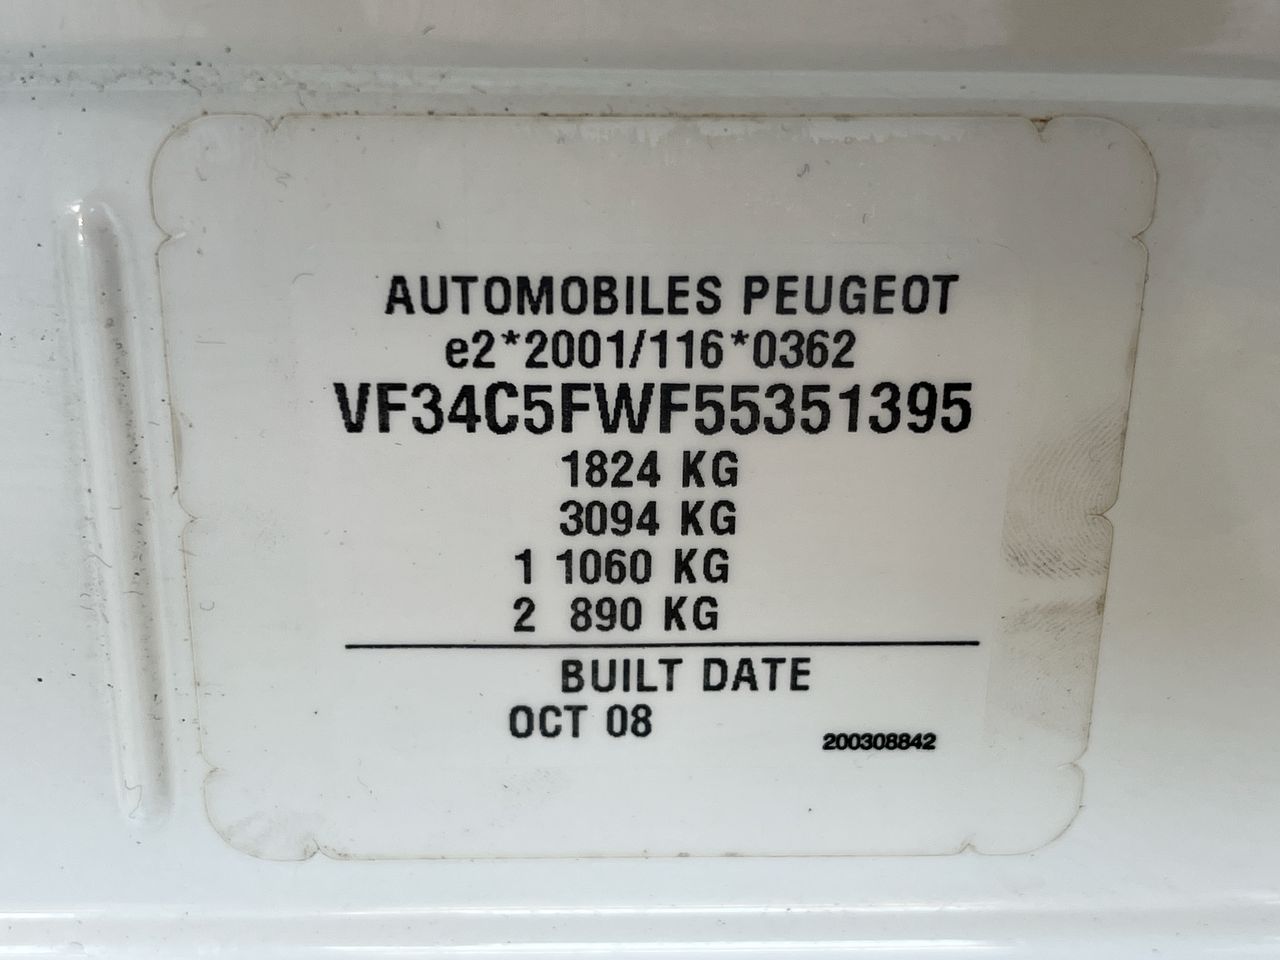 AUTOMOBILES PEUGEOT
e2*2001/116*0362
VF34C5FWF55351395
1824 KG
3094 KG
1 1060 KG
2 890 KG
BUILT DATE
OCT 08
200308842